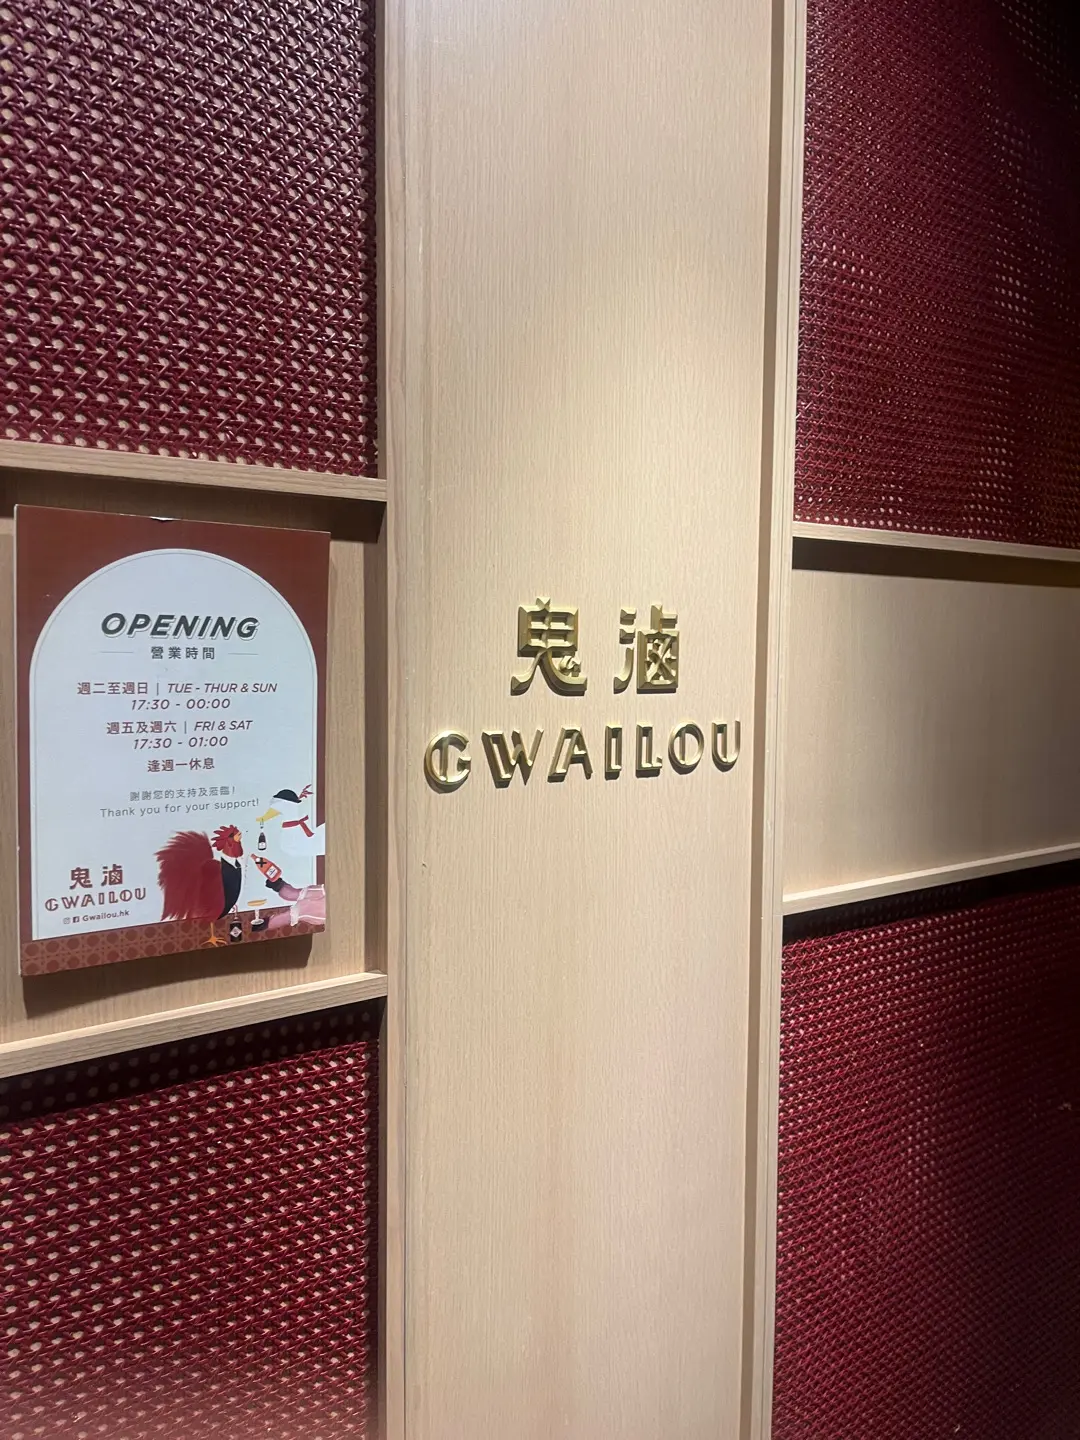 OPENING
營業時間
週二至週日 | TUE - THUR & SUN
17:30 - 00:00
週五及週六 | FRI & SAT
17:30 - 01:00
逢週一休息
謝謝您的支持及蒞臨!
Thank you for your support!
鬼滷
GWAILOU
Gwailou.hk
鬼滷
GWAILOU